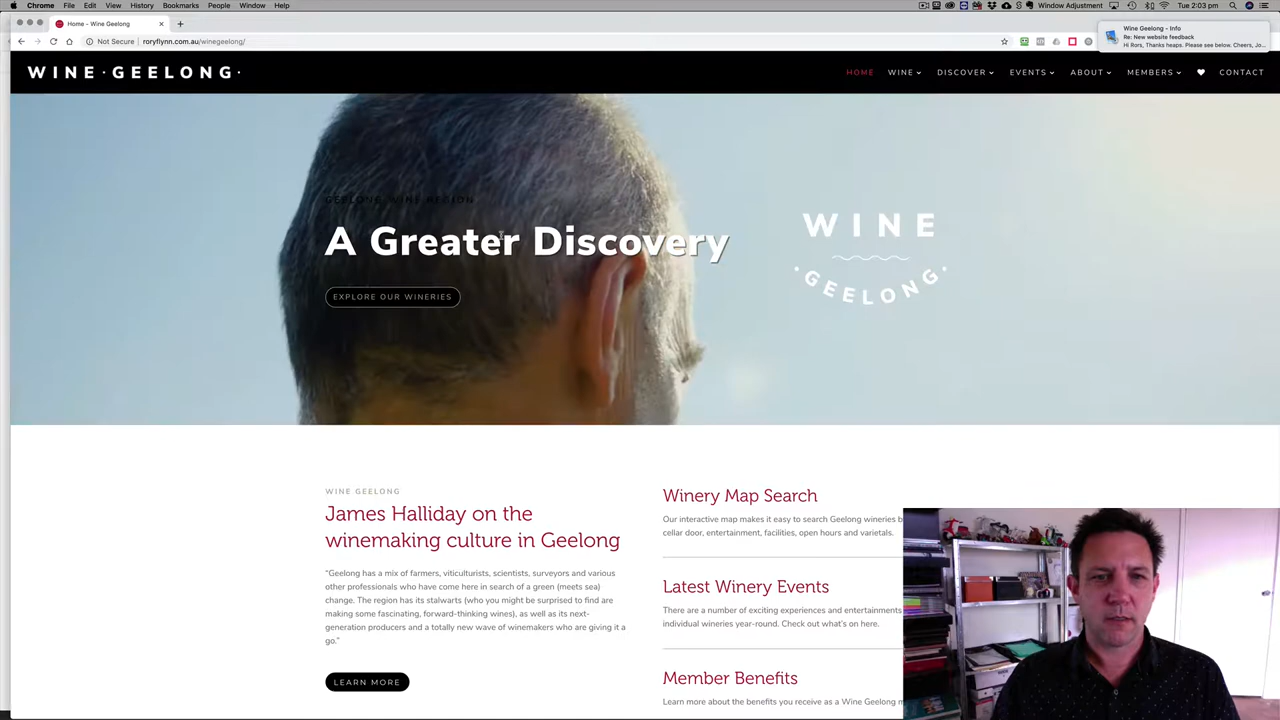 Chrome File Edit View History Bookmarks People Window Help
Window Adjustment
Tue 2:03 pm
Home - Wine Geelong
Not Secure roryflynn.com.au/winegeelong/
Wine Geelong - Info
Re: New website feedback
Hi Rors, Thanks heaps. Please see below. Cheers, Jo...
WINE·GEELONG·
HOME WINE DISCOVER EVENTS ABOUT MEMBERS CONTACT
GEELONG WINE REGION
A Greater Discovery
EXPLORE OUR WINERIES
WINE
·GEELONG·
WINE GEELONG
James Halliday on the
winemaking culture in Geelong
“Geelong has a mix of farmers, viticulturists, scientists, surveyors and various
other professionals who have come here in search of a green (meets sea)
change. The region has its stalwarts (who you might be surprised to find are
making some fascinating, forward-thinking wines), as well as its next-
generation producers and a totally new wave of winemakers who are giving it a
go.”
LEARN MORE
Winery Map Search
Our interactive map makes it easy to search Geelong wineries b
cellar door, entertainment, facilities, open hours and varietals.
Latest Winery Events
There are a number of exciting experiences and entertainments
individual wineries year-round. Check out what's on here.
Member Benefits
Learn more about the benefits you receive as a Wine Geelong m